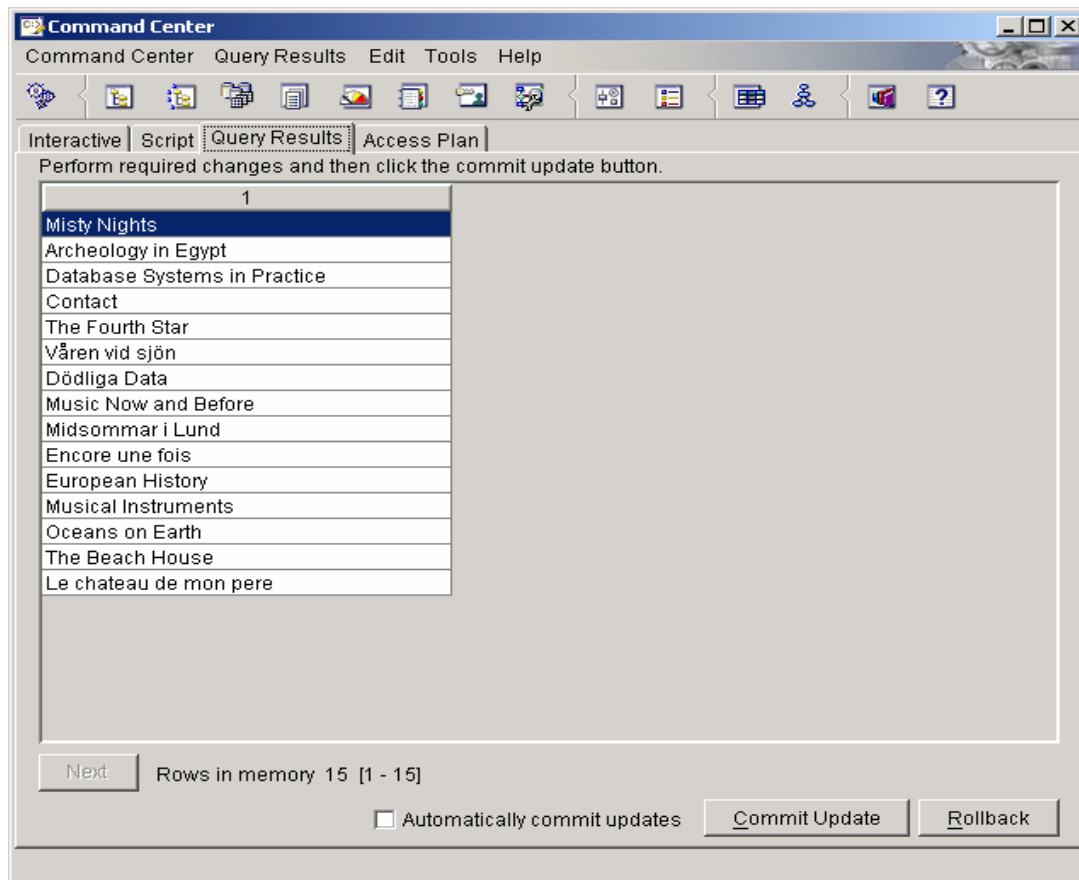 Command Center
Command Center Query Results Edit Tools Help
Interactive Script Query Results Access Plan
Perform required changes and then click the commit update button.
1
Misty Nights
Archeology in Egypt
Database Systems in Practice
Contact
The Fourth Star
Våren vid sjön
Dödliga Data
Music Now and Before
Midsommar i Lund
Encore une fois
European History
Musical Instruments
Oceans on Earth
The Beach House
Le chateau de mon pere
Next Rows in memory 15 [1 - 15]
Automatically commit updates Commit Update Rollback